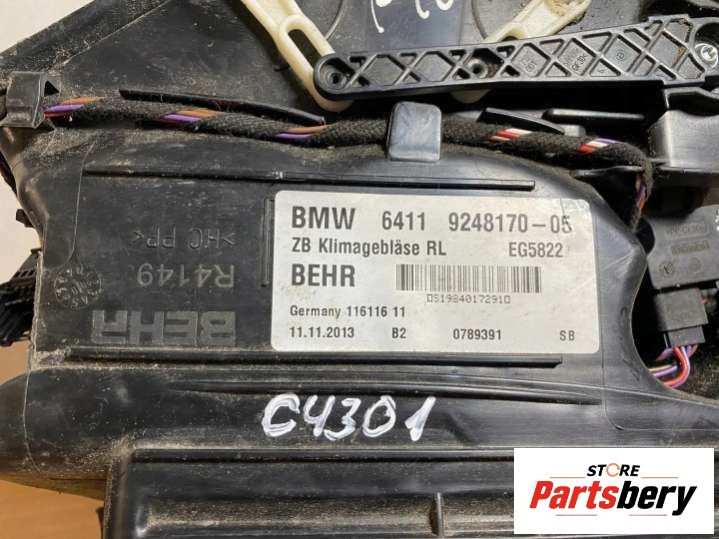 BMW 6411 9248170-05
ZB Klimagebläse RL EG5822
BEHR
DS1984017291D
Germany 116116 11
11.11.2013 B2 0789391 SB
>HC PP<
R4149
BEHR
C4301
STORE
Partsbery